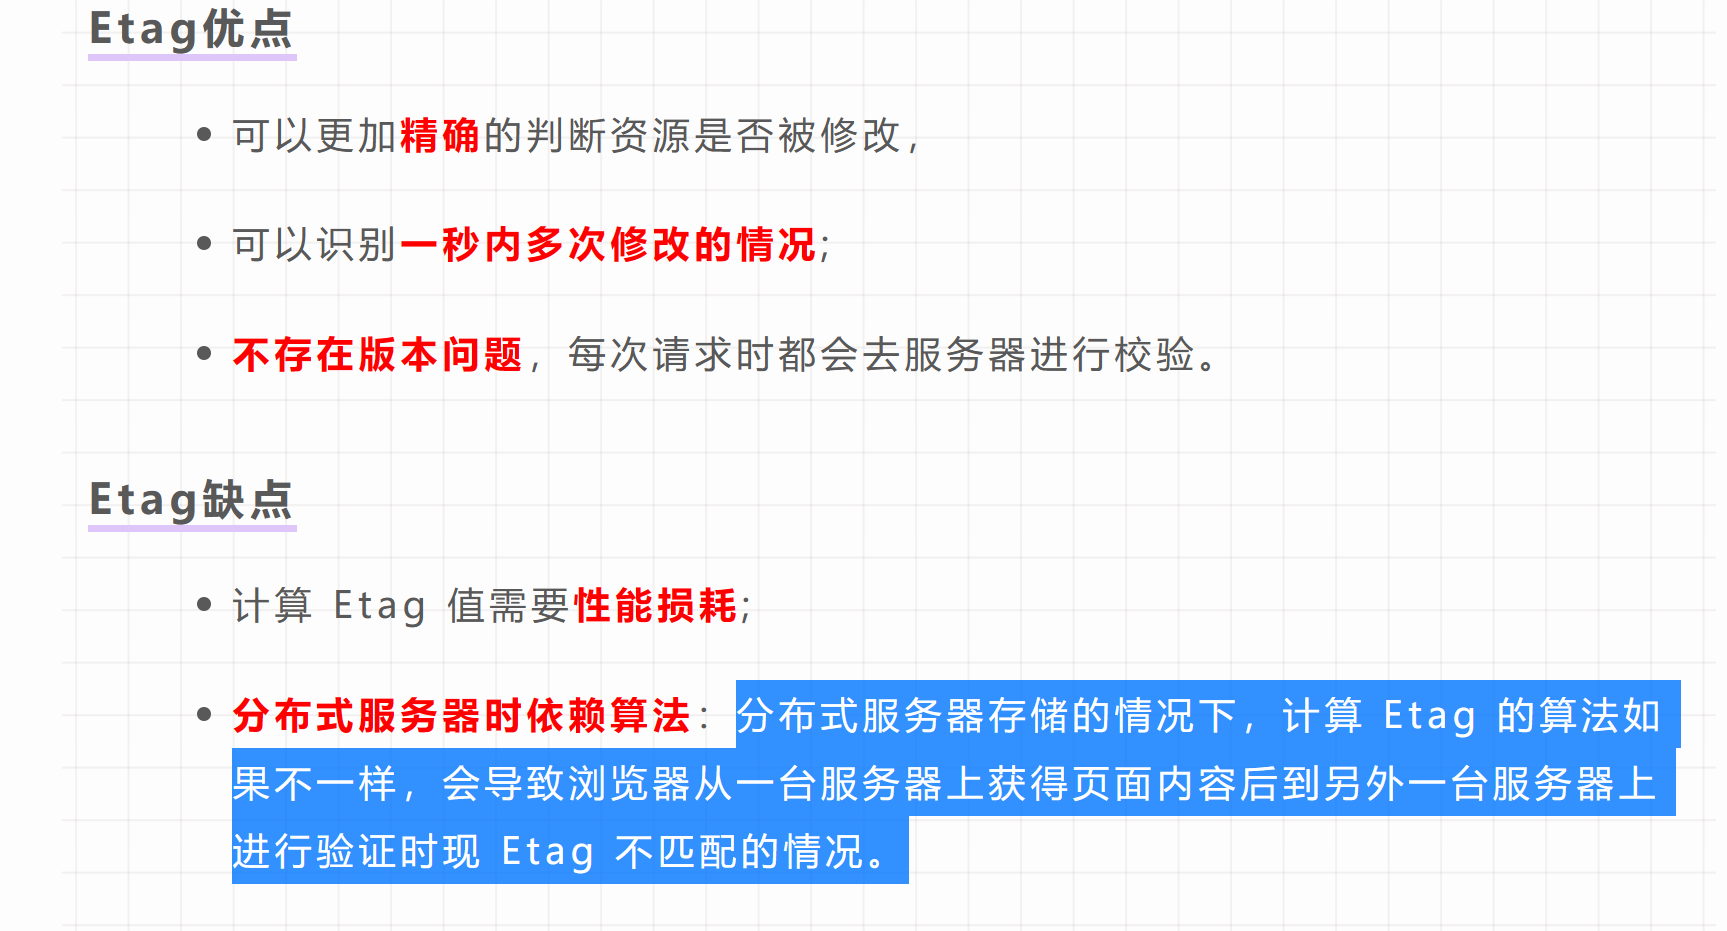 Etag优点
可以更加精确的判断资源是否被修改，
可以识别一秒内多次修改的情况；
不存在版本问题，每次请求时都会去服务器进行校验。
Etag缺点
计算 Etag 值需要性能损耗；
分布式服务器时依赖算法：分布式服务器存储的情况下，计算 Etag 的算法如
果不一样，会导致浏览器从一台服务器上获得页面内容后到另外一台服务器上
进行验证时现 Etag 不匹配的情况。